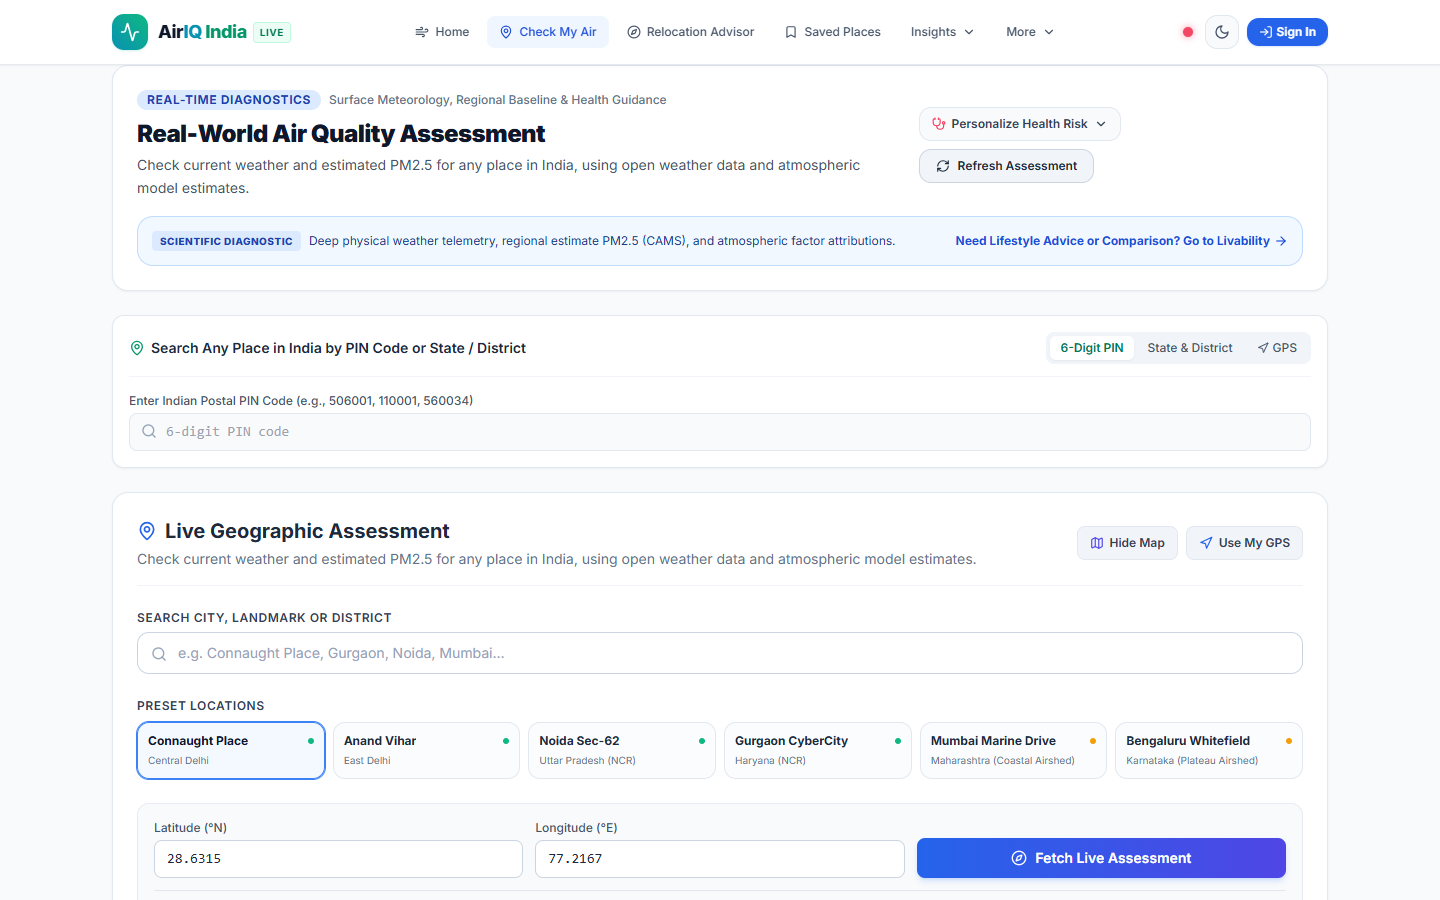 AirIQ India LIVE
Home
Check My Air
Relocation Advisor
Saved Places
Insights
More
Sign In
REAL-TIME DIAGNOSTICS
Surface Meteorology, Regional Baseline & Health Guidance
Real-World Air Quality Assessment
Check current weather and estimated PM2.5 for any place in India, using open weather data and atmospheric
model estimates.
Personalize Health Risk
Refresh Assessment
SCIENTIFIC DIAGNOSTIC
Deep physical weather telemetry, regional estimate PM2.5 (CAMS), and atmospheric factor attributions.
Need Lifestyle Advice or Comparison? Go to Livability →
Search Any Place in India by PIN Code or State / District
6-Digit PIN
State & District
GPS
Enter Indian Postal PIN Code (e.g., 506001, 110001, 560034)
6-digit PIN code
Live Geographic Assessment
Check current weather and estimated PM2.5 for any place in India, using open weather data and atmospheric model estimates.
Hide Map
Use My GPS
SEARCH CITY, LANDMARK OR DISTRICT
e.g. Connaught Place, Gurgaon, Noida, Mumbai...
PRESET LOCATIONS
Connaught Place
Central Delhi
Anand Vihar
East Delhi
Noida Sec-62
Uttar Pradesh (NCR)
Gurgaon CyberCity
Haryana (NCR)
Mumbai Marine Drive
Maharashtra (Coastal Airshed)
Bengaluru Whitefield
Karnataka (Plateau Airshed)
Latitude (°N)
28.6315
Longitude (°E)
77.2167
Fetch Live Assessment